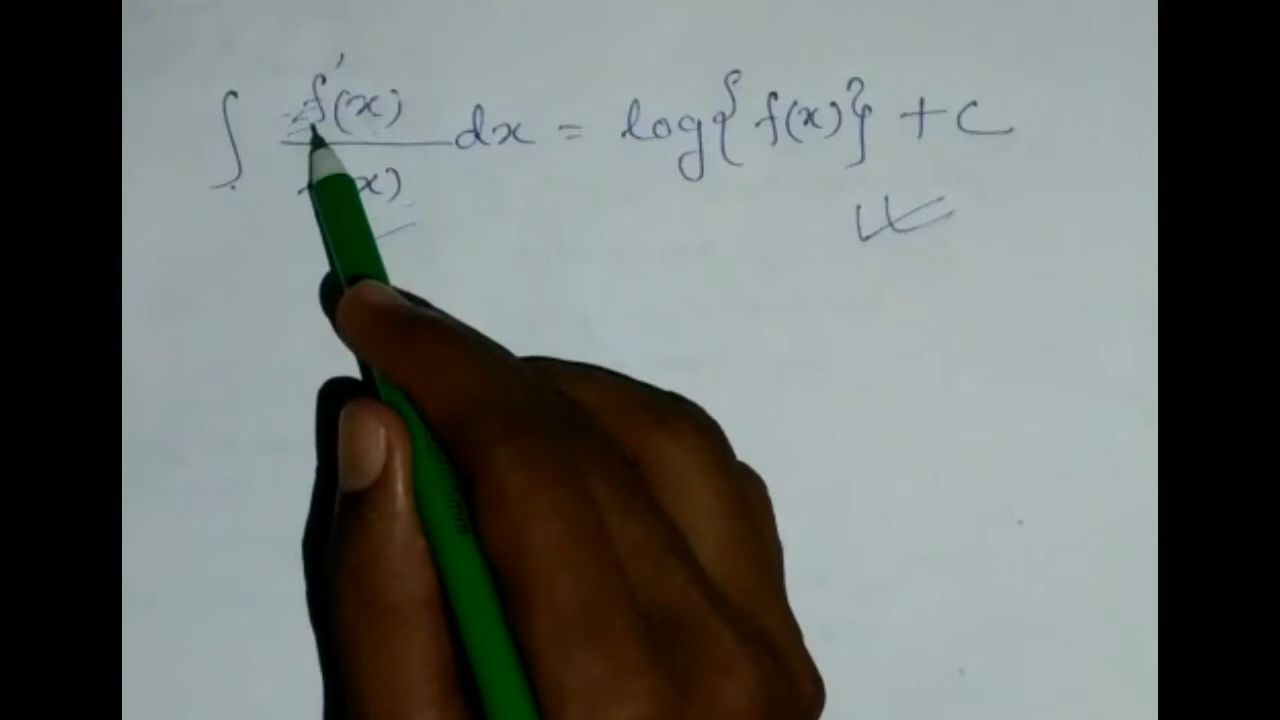 ∫ f'(x)/f(x) dx = log{f(x)} + c